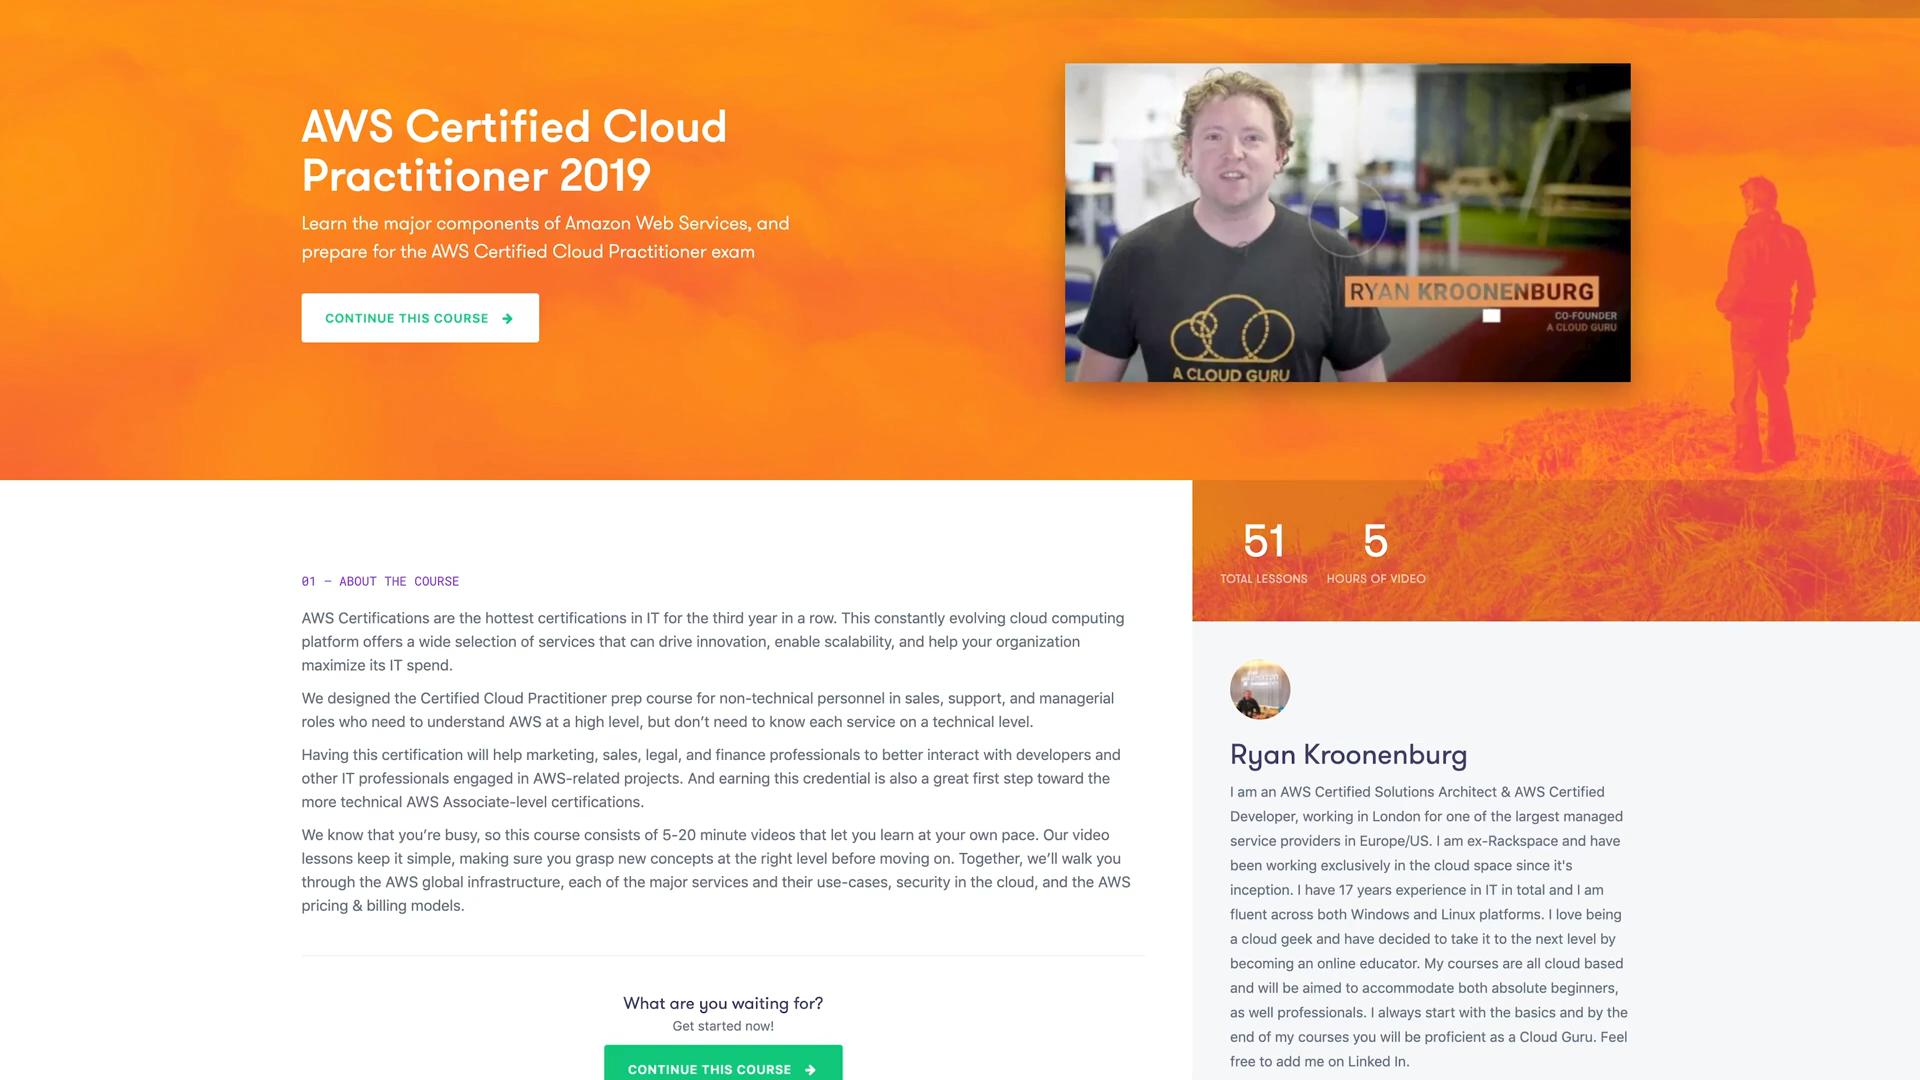 AWS Certified Cloud
Practitioner 2019
Learn the major components of Amazon Web Services, and
prepare for the AWS Certified Cloud Practitioner exam
CONTINUE THIS COURSE
RYAN KROONENBURG
CO-FOUNDER
A CLOUD GURU
A CLOUD GURU
51
TOTAL LESSONS
5
HOURS OF VIDEO
01 — ABOUT THE COURSE
AWS Certifications are the hottest certifications in IT for the third year in a row. This constantly evolving cloud computing
platform offers a wide selection of services that can drive innovation, enable scalability, and help your organization
maximize its IT spend.
We designed the Certified Cloud Practitioner prep course for non-technical personnel in sales, support, and managerial
roles who need to understand AWS at a high level, but don’t need to know each service on a technical level.
Having this certification will help marketing, sales, legal, and finance professionals to better interact with developers and
other IT professionals engaged in AWS-related projects. And earning this credential is also a great first step toward the
more technical AWS Associate-level certifications.
We know that you’re busy, so this course consists of 5-20 minute videos that let you learn at your own pace. Our video
lessons keep it simple, making sure you grasp new concepts at the right level before moving on. Together, we’ll walk you
through the AWS global infrastructure, each of the major services and their use-cases, security in the cloud, and the AWS
pricing & billing models.
What are you waiting for?
Get started now!
CONTINUE THIS COURSE
Ryan Kroonenburg
I am an AWS Certified Solutions Architect & AWS Certified
Developer, working in London for one of the largest managed
service providers in Europe/US. I am ex-Rackspace and have
been working exclusively in the cloud space since it's
inception. I have 17 years experience in IT in total and I am
fluent across both Windows and Linux platforms. I love being
a cloud geek and have decided to take it to the next level by
becoming an online educator. My courses are all cloud based
and will be aimed to accommodate both absolute beginners,
as well professionals. I always start with the basics and by the
end of my courses you will be proficient as a Cloud Guru. Feel
free to add me on Linked In.